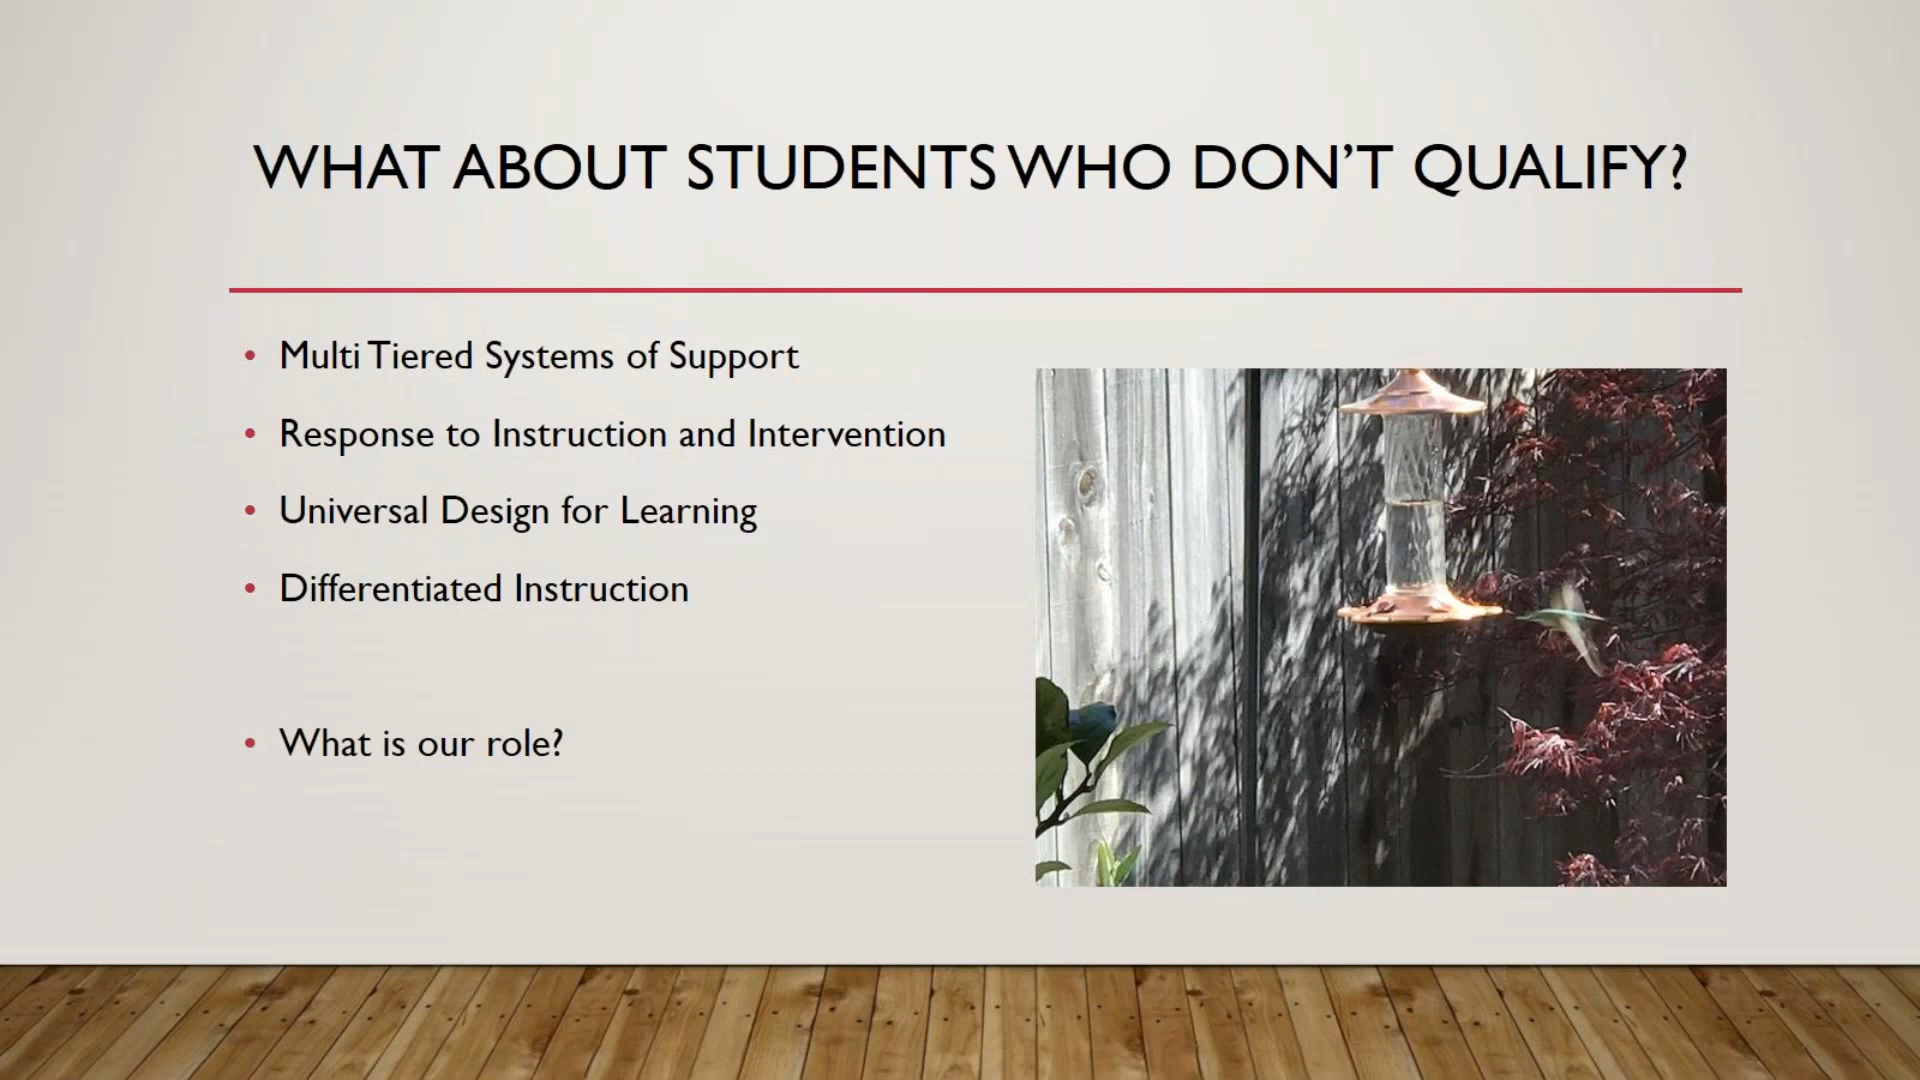 WHAT ABOUT STUDENTS WHO DON’T QUALIFY?
• Multi Tiered Systems of Support
• Response to Instruction and Intervention
• Universal Design for Learning
• Differentiated Instruction
• What is our role?